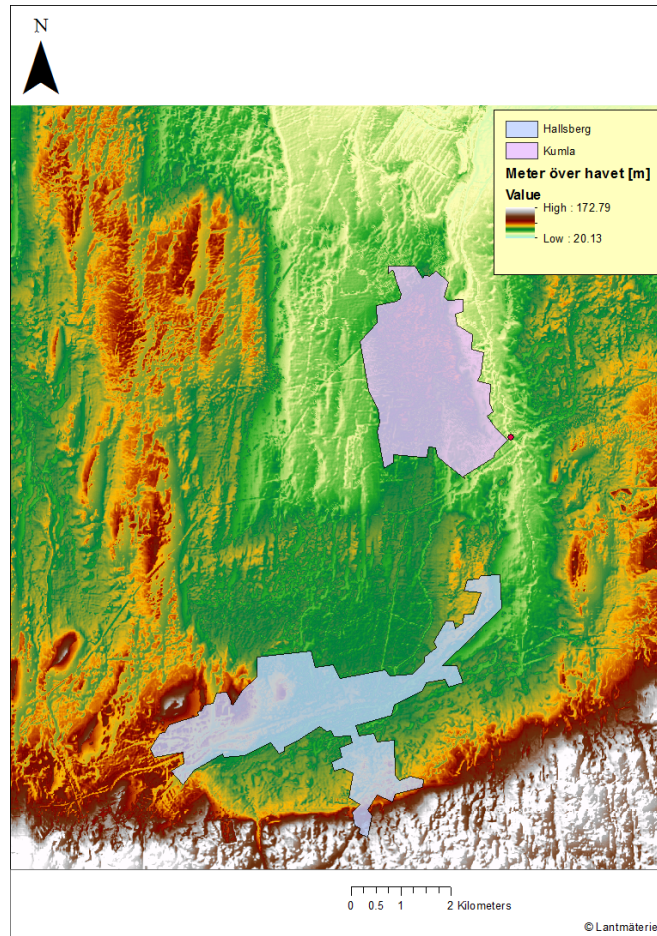 N
Hallsberg
Kumla
Meter över havet [m]
Value
High : 172.79
Low : 20.13
0 0.5 1 2 Kilometers
© Lantmäterie